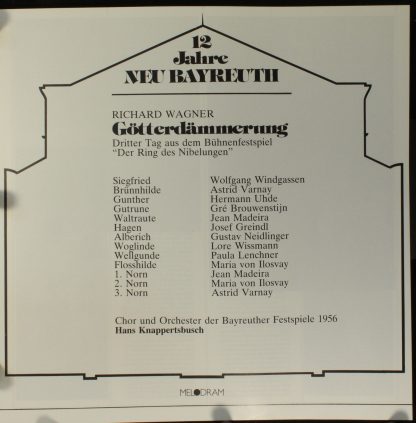 12
Jahre
NEU BAYREUTH
RICHARD WAGNER
Götterdämmerung
Dritter Tag aus dem Bühnenfestspiel
"Der Ring des Nibelungen"
Siegfried Wolfgang Windgassen
Brünnhilde Astrid Varnay
Gunther Hermann Uhde
Gutrune Gré Brouwenstijn
Waltraute Jean Madeira
Hagen Josef Greindl
Alberich Gustav Neidlinger
Woglinde Lore Wissmann
Wellgunde Paula Lenchner
Flosshilde Maria von Ilosvay
1. Norn Jean Madeira
2. Norn Maria von Ilosvay
3. Norn Astrid Varnay
Chor und Orchester der Bayreuther Festspiele 1956
Hans Knappertsbusch
MELODRAM